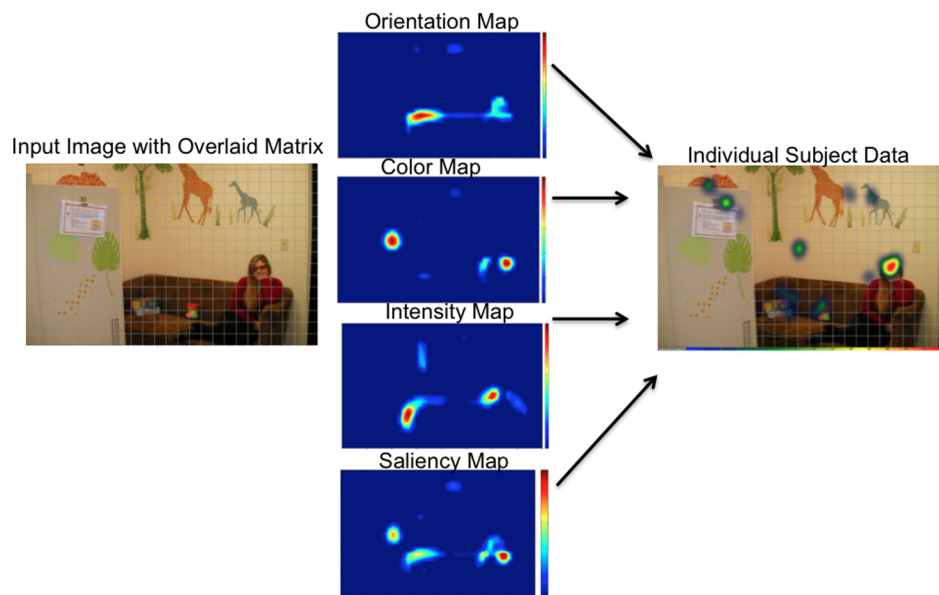 Orientation Map
Input Image with Overlaid Matrix
Color Map
Individual Subject Data
Intensity Map
Saliency Map